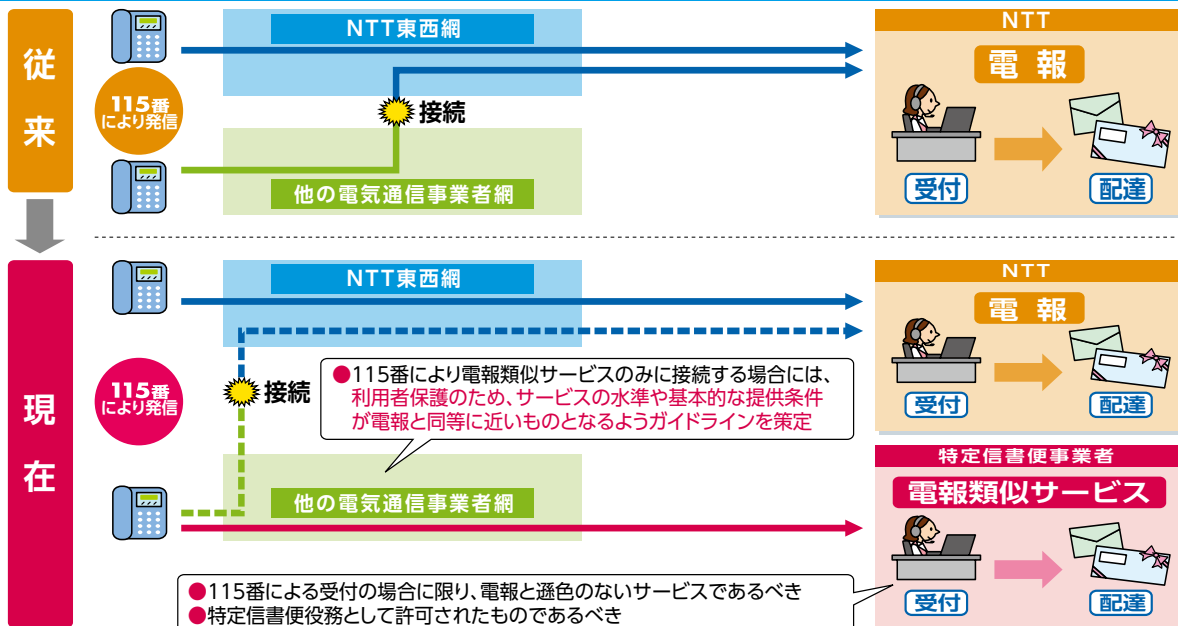 従来
115番
により発信
NTT東西網
接続
他の電気通信事業者網
NTT
電報
受付
配達
現在
115番
により発信
NTT東西網
接続
●115番により電報類似サービスのみに接続する場合には、
利用者保護のため、サービスの水準や基本的な提供条件
が電報と同等に近いものとなるようガイドラインを策定
他の電気通信事業者網
NTT
電報
受付
配達
特定信書便事業者
電報類似サービス
受付
配達
●115番による受付の場合に限り、電報と遜色のないサービスであるべき
●特定信書便役務として許可されたものであるべき